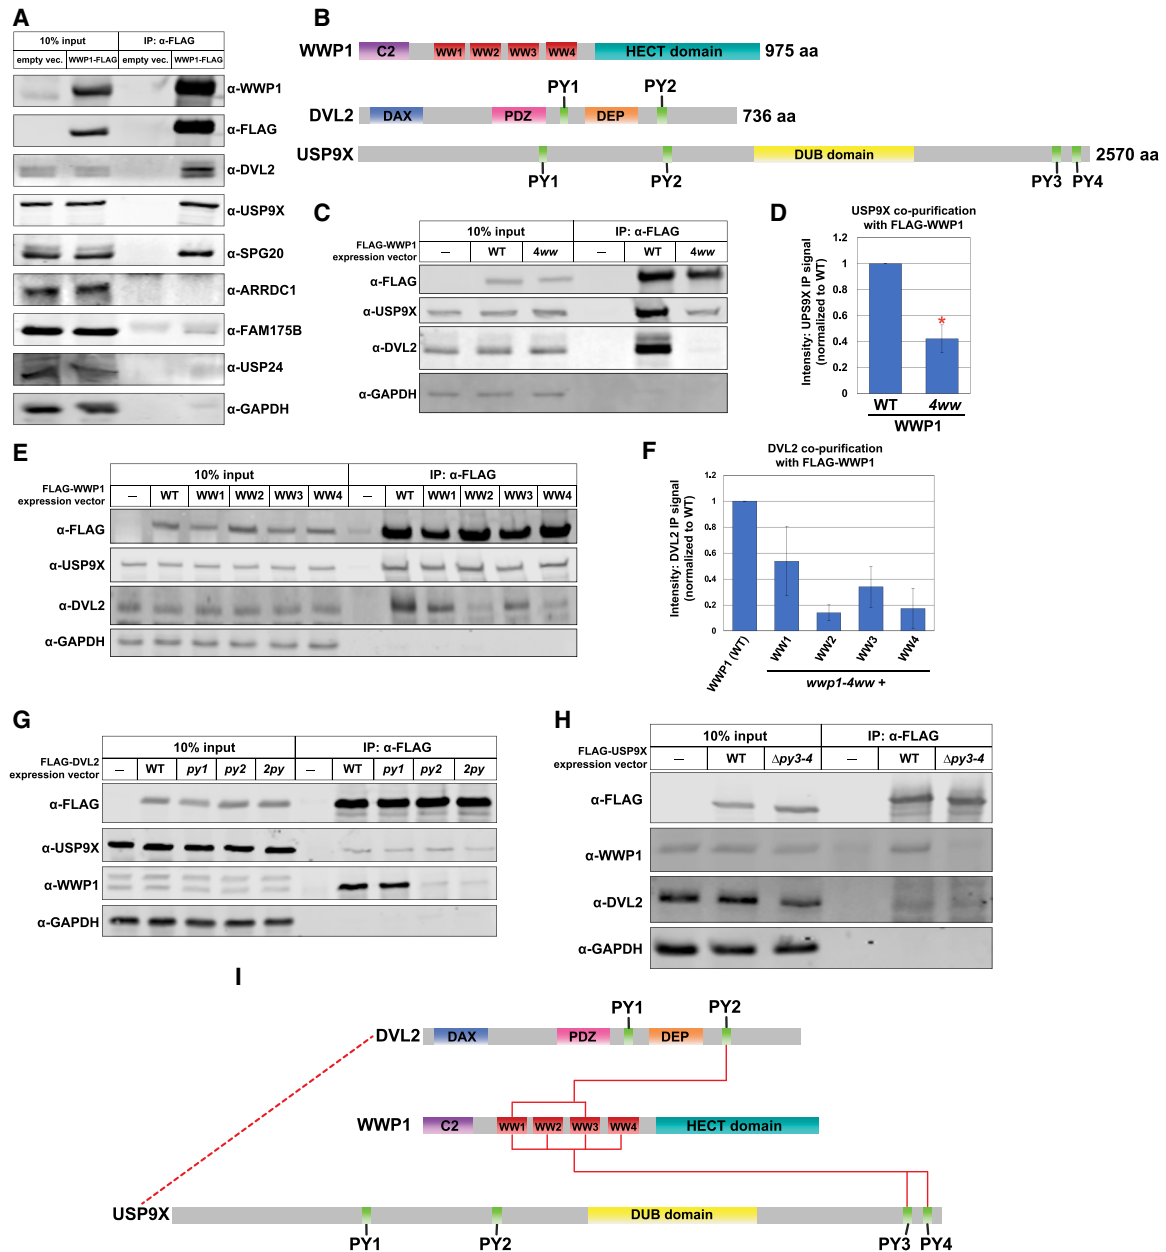 A
10% input IP: α-FLAG
empty vec. WWP1-FLAG empty vec. WWP1-FLAG
α-WWP1
α-FLAG
α-DVL2
α-USP9X
α-SPG20
α-ARRDC1
α-FAM175B
α-USP24
α-GAPDH
B
WWP1 C2 WW1 WW2 WW3 WW4 HECT domain 975 aa
PY1 PY2
DVL2 DAX PDZ DEP 736 aa
USP9X DUB domain 2570 aa
PY1 PY2 PY3 PY4
C
10% input IP: α-FLAG
FLAG-WWP1
expression vector
— WT 4ww — WT 4ww
α-FLAG
α-USP9X
α-DVL2
α-GAPDH
D
USP9X co-purification
with FLAG-WWP1
Intensity: UPS9X IP signal
(normalized to WT)
1.2
1
0.8
0.6
0.4
0.2
0
*
WT 4ww
WWP1
E
10% input IP: α-FLAG
FLAG-WWP1
expression vector
— WT WW1 WW2 WW3 WW4 — WT WW1 WW2 WW3 WW4
α-FLAG
α-USP9X
α-DVL2
α-GAPDH
F
DVL2 co-purification
with FLAG-WWP1
Intensity: DVL2 IP signal
(normalized to WT)
1.2
1
0.8
0.6
0.4
0.2
0
WWP1 (WT) WW1 WW2 WW3 WW4
wwp1-4ww +
G
10% input IP: α-FLAG
FLAG-DVL2
expression vector
— WT py1 py2 2py — WT py1 py2 2py
α-FLAG
α-USP9X
α-WWP1
α-GAPDH
H
10% input IP: α-FLAG
FLAG-USP9X
expression vector
— WT Δpy3-4 — WT Δpy3-4
α-FLAG
α-WWP1
α-DVL2
α-GAPDH
I
PY1 PY2
DVL2 DAX PDZ DEP
WWP1 C2 WW1 WW2 WW3 WW4 HECT domain
USP9X DUB domain
PY1 PY2 PY3 PY4